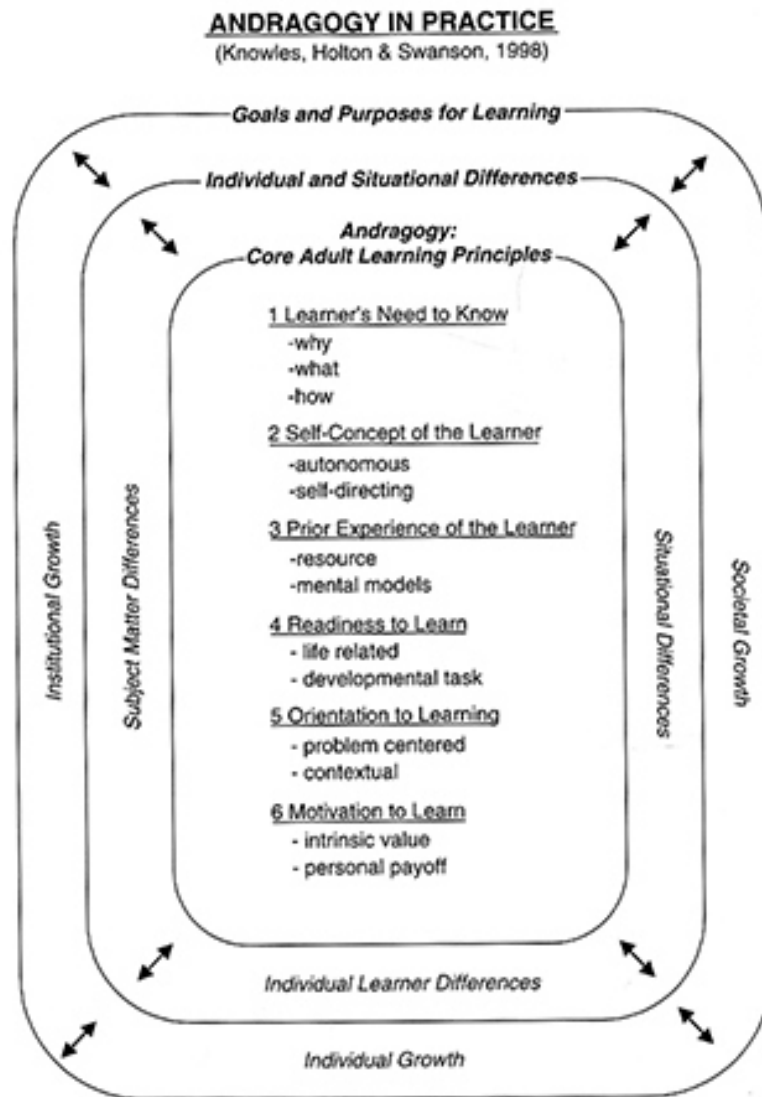 ANDRAGOGY IN PRACTICE
(Knowles, Holton & Swanson, 1998)
Goals and Purposes for Learning
Individual and Situational Differences
Andragogy:
Core Adult Learning Principles
1 Learner's Need to Know
-why
-what
-how
2 Self-Concept of the Learner
-autonomous
-self-directing
3 Prior Experience of the Learner
-resource
-mental models
4 Readiness to Learn
- life related
- developmental task
5 Orientation to Learning
- problem centered
- contextual
6 Motivation to Learn
- intrinsic value
- personal payoff
Institutional Growth
Subject Matter Differences
Situational Differences
Societal Growth
Individual Learner Differences
Individual Growth